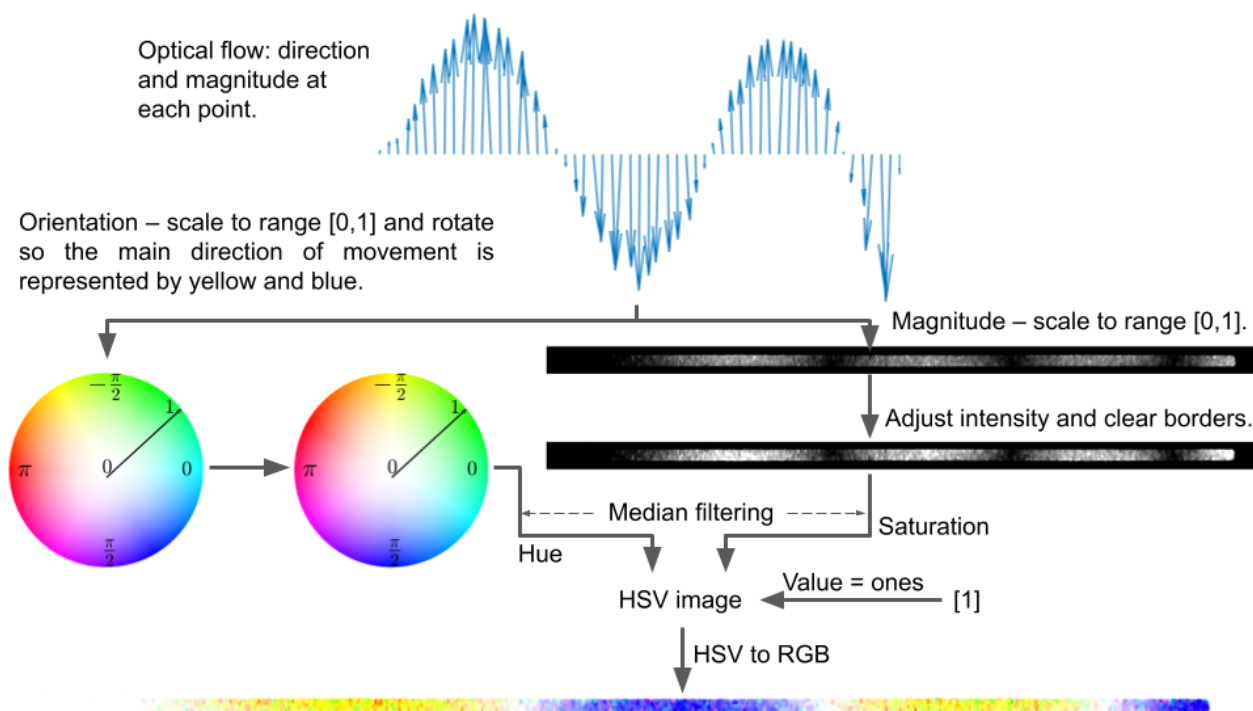 Optical flow: direction
and magnitude at
each point.
Orientation – scale to range [0,1] and rotate
so the main direction of movement is
represented by yellow and blue.
Magnitude – scale to range [0,1].
Adjust intensity and clear borders.
−π/2
1
π
0
0
π/2
−π/2
1
π
0
0
π/2
Median filtering
Hue
Saturation
HSV image
Value = ones
[1]
HSV to RGB